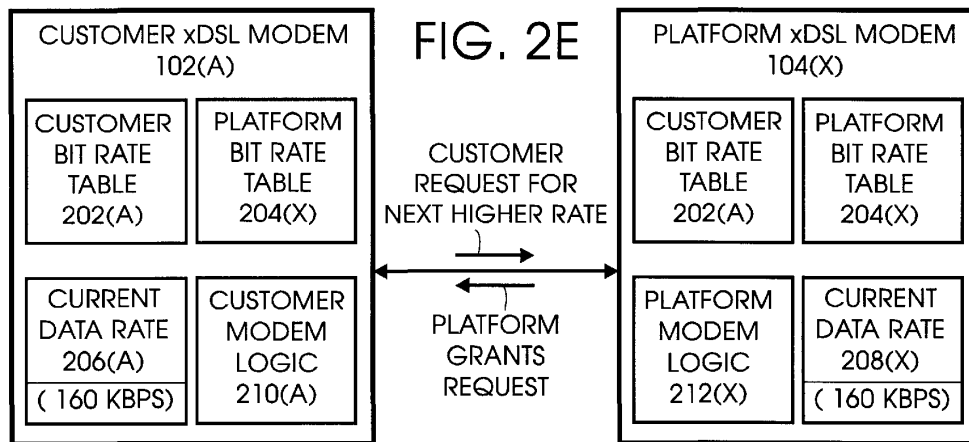 FIG. 2E
CUSTOMER xDSL MODEM
102(A)
CUSTOMER
BIT RATE
TABLE
202(A)
PLATFORM
BIT RATE
TABLE
204(X)
CURRENT
DATA RATE
206(A)
( 160 KBPS)
CUSTOMER
MODEM
LOGIC
210(A)
CUSTOMER
REQUEST FOR
NEXT HIGHER RATE
PLATFORM
GRANTS
REQUEST
PLATFORM xDSL MODEM
104(X)
CUSTOMER
BIT RATE
TABLE
202(A)
PLATFORM
BIT RATE
TABLE
204(X)
PLATFORM
MODEM
LOGIC
212(X)
CURRENT
DATA RATE
208(X)
( 160 KBPS)